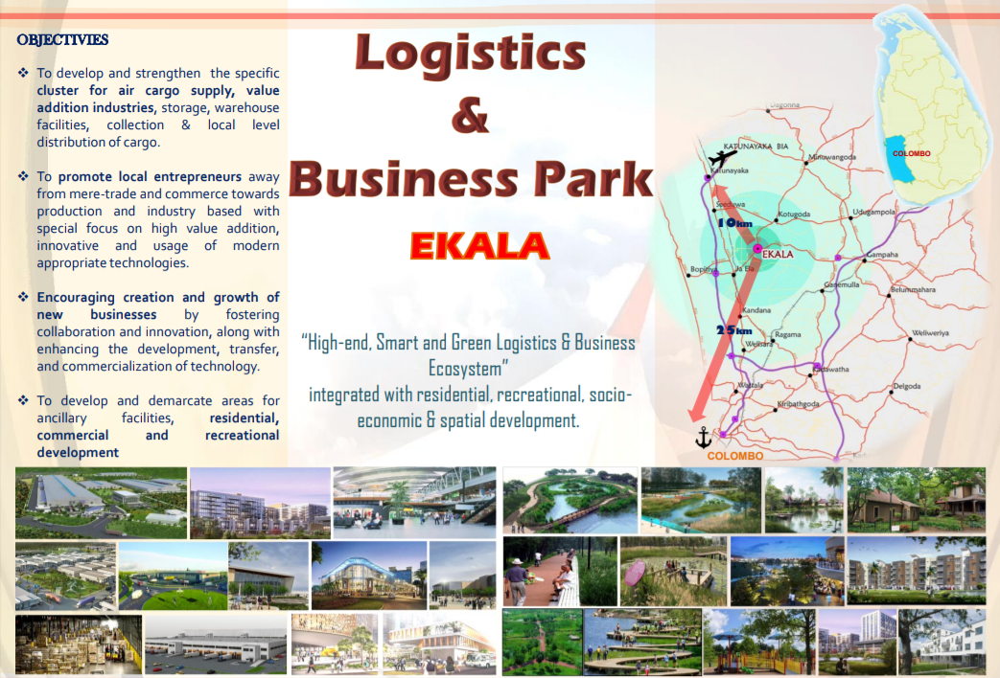 OBJECTIVIES
❖ To develop and strengthen the specific
cluster for air cargo supply, value
addition industries, storage, warehouse
facilities, collection & local level
distribution of cargo.
❖ To promote local entrepreneurs away
from mere-trade and commerce towards
production and industry based with
special focus on high value addition,
innovative and usage of modern
appropriate technologies.
❖ Encouraging creation and growth of
new businesses by fostering
collaboration and innovation, along with
enhancing the development, transfer,
and commercialization of technology.
❖ To develop and demarcate areas for
ancillary facilities, residential,
commercial and recreational
development
Logistics
&
Business Park
EKALA
“High-end, Smart and Green Logistics & Business
Ecosystem”
integrated with residential, recreational, socio-
economic & spatial development.
COLOMBO
Dagonna
KATUNAYAKA BIA
Minuwangoda
Katunayaka
Seeduwa
Kotugoda
Udugampola
10km
EKALA
Gampaha
Bopitiya
Ja Ela
Ganemulla
Belummahara
Kandana
25km
Ragama
Weliweriya
Welisara
Kadawatha
Wattala
Delgoda
Kiribathgoda
COLOMBO